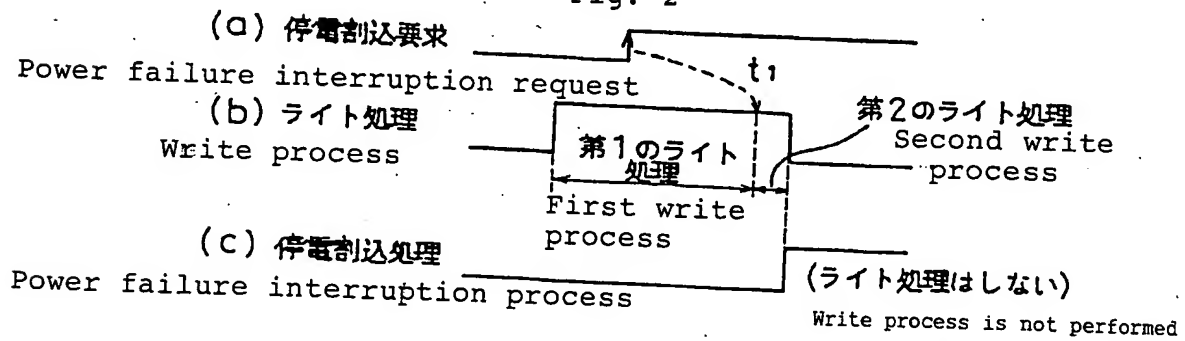 Fig. 2
(a) 停電割込要求
Power failure interruption request
t1
(b) ライト処理
Write process
第1のライト
処理
First write
process
第2のライト処理
Second write
process
(c) 停電割込処理
Power failure interruption process
(ライト処理はしない)
Write process is not performed